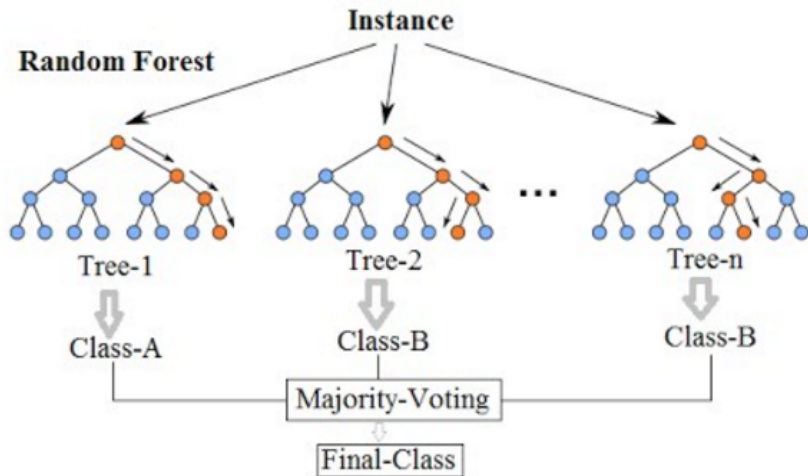 Instance
Random Forest
...
Tree-1
Tree-2
Tree-n
Class-A
Class-B
Class-B
Majority-Voting
Final-Class